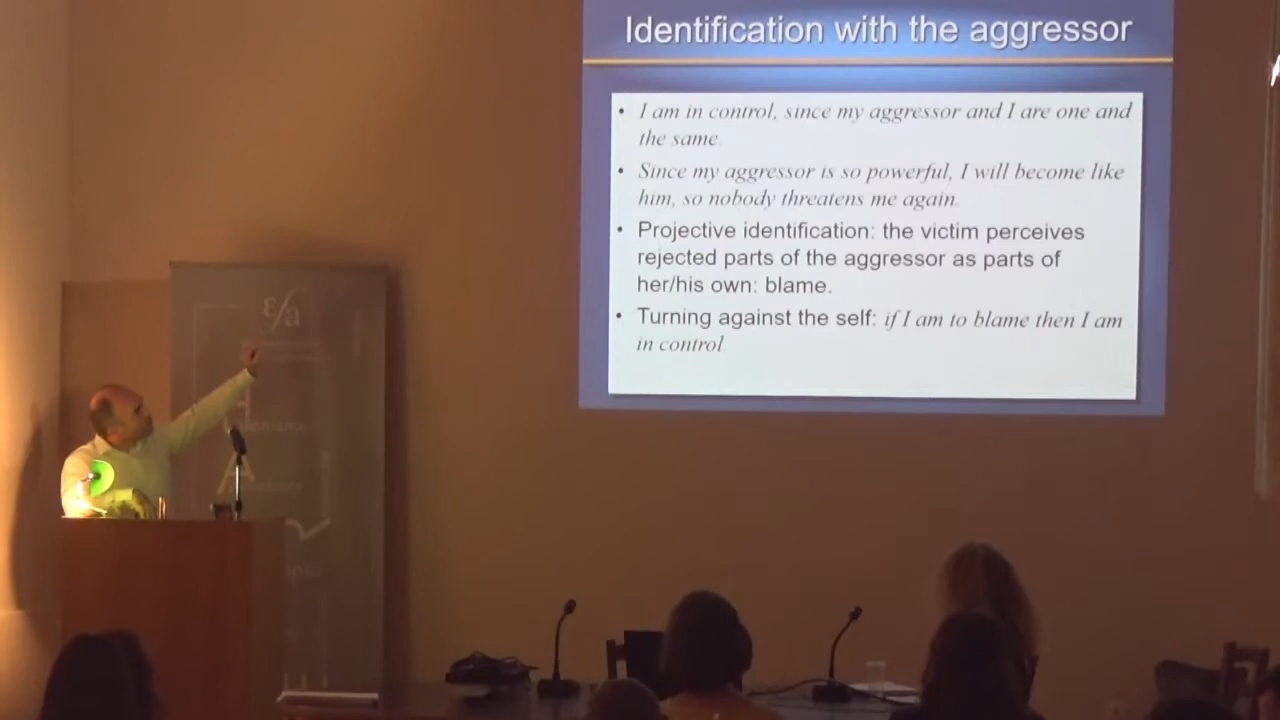 Identification with the aggressor
• I am in control, since my aggressor and I are one and
the same.
• Since my aggressor is so powerful, I will become like
him, so nobody threatens me again.
• Projective identification: the victim perceives
rejected parts of the aggressor as parts of
her/his own: blame.
• Turning against the self: if I am to blame then I am
in control.
ε/a